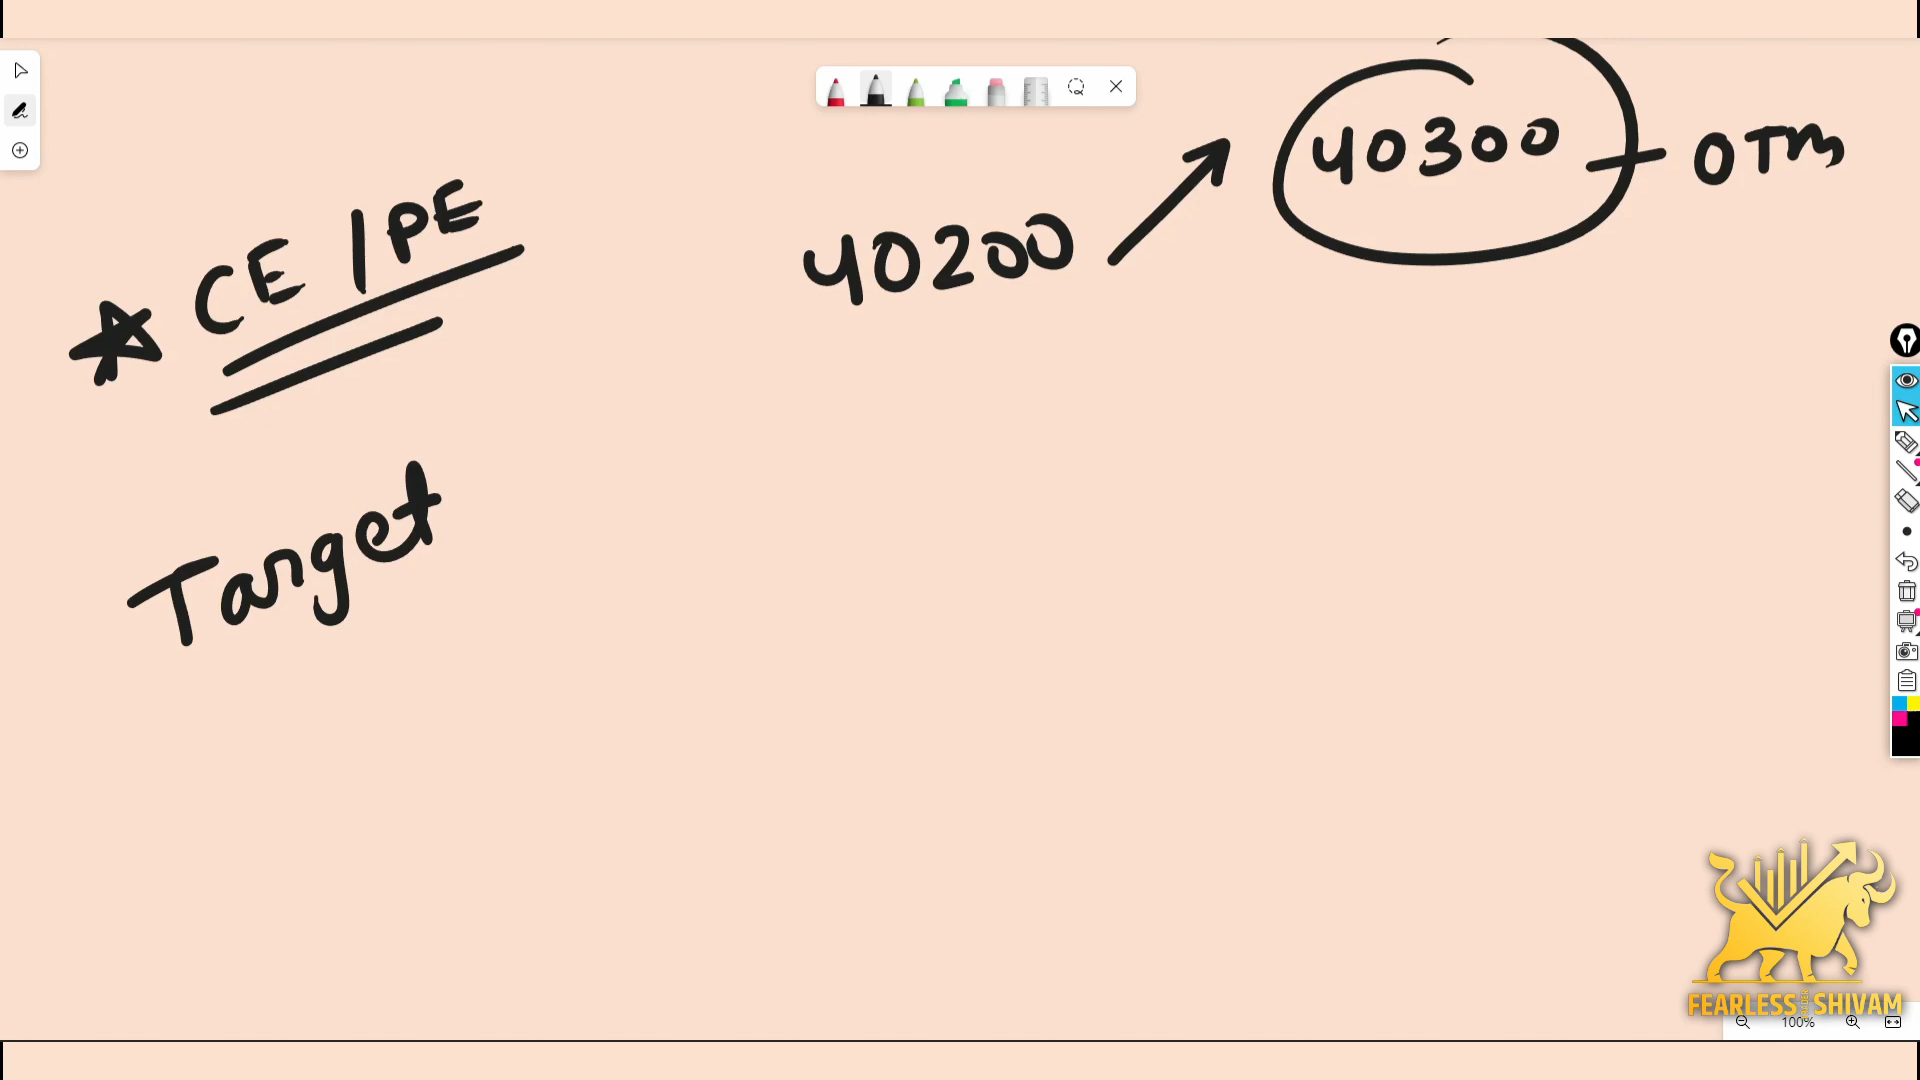 40300 - OTM
CE | PE
40200
Target
FEARLESS SHIVAM
100%